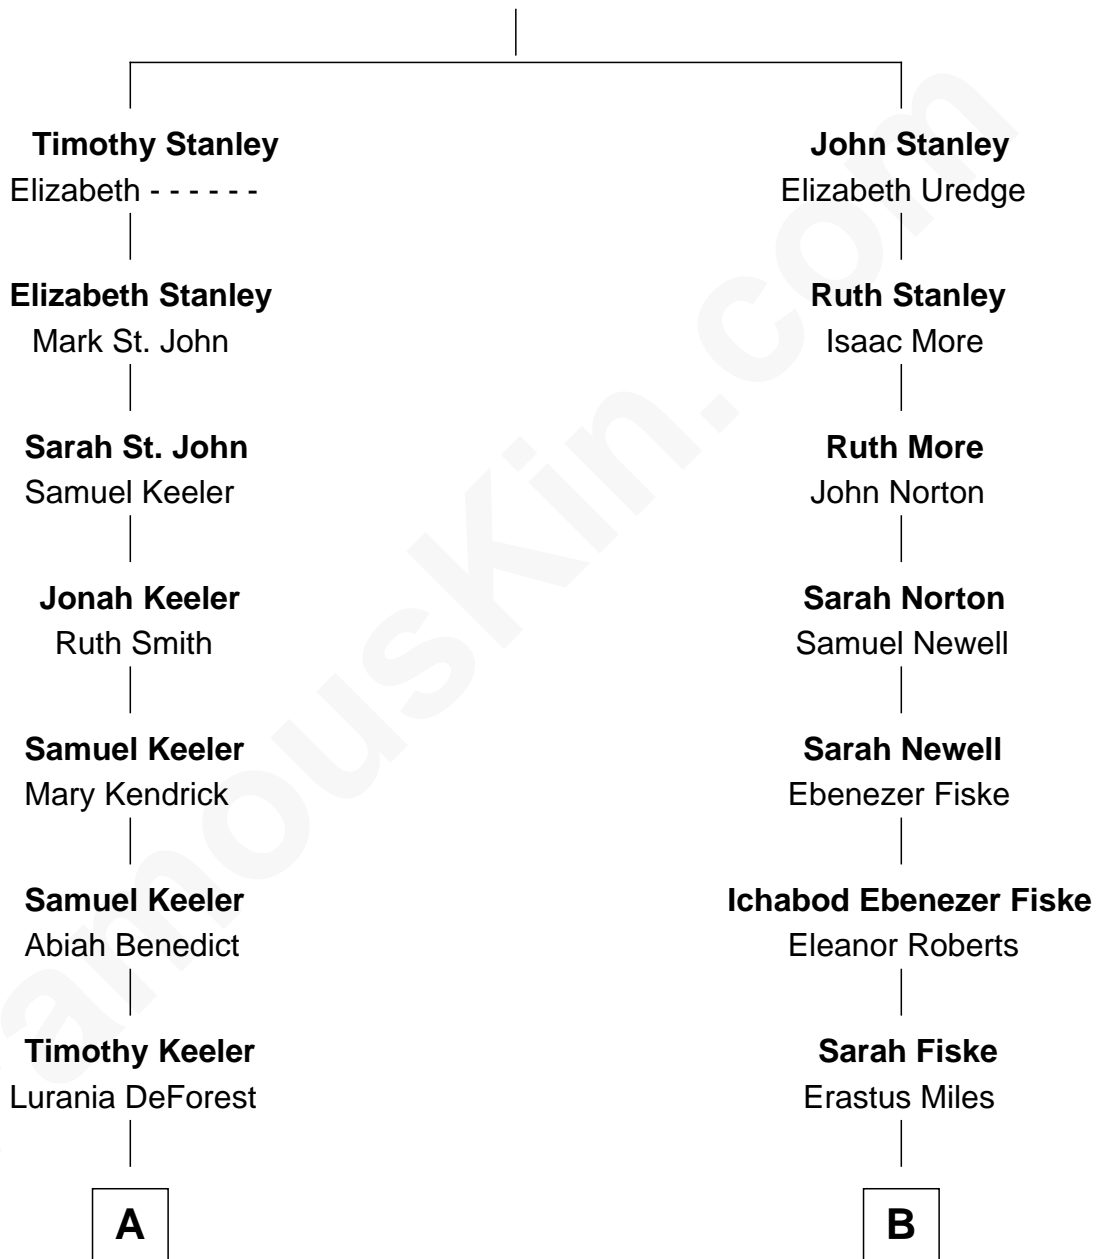 Timothy Stanley
Elizabeth - - - - - -
John Stanley
Elizabeth Uredge
Elizabeth Stanley
Mark St. John
Ruth Stanley
Isaac More
Sarah St. John
Samuel Keeler
Ruth More
John Norton
Jonah Keeler
Ruth Smith
Sarah Norton
Samuel Newell
Samuel Keeler
Mary Kendrick
Sarah Newell
Ebenezer Fiske
Samuel Keeler
Abiah Benedict
Ichabod Ebenezer Fiske
Eleanor Roberts
Timothy Keeler
Lurania DeForest
Sarah Fiske
Erastus Miles
A
B
amousKin.com